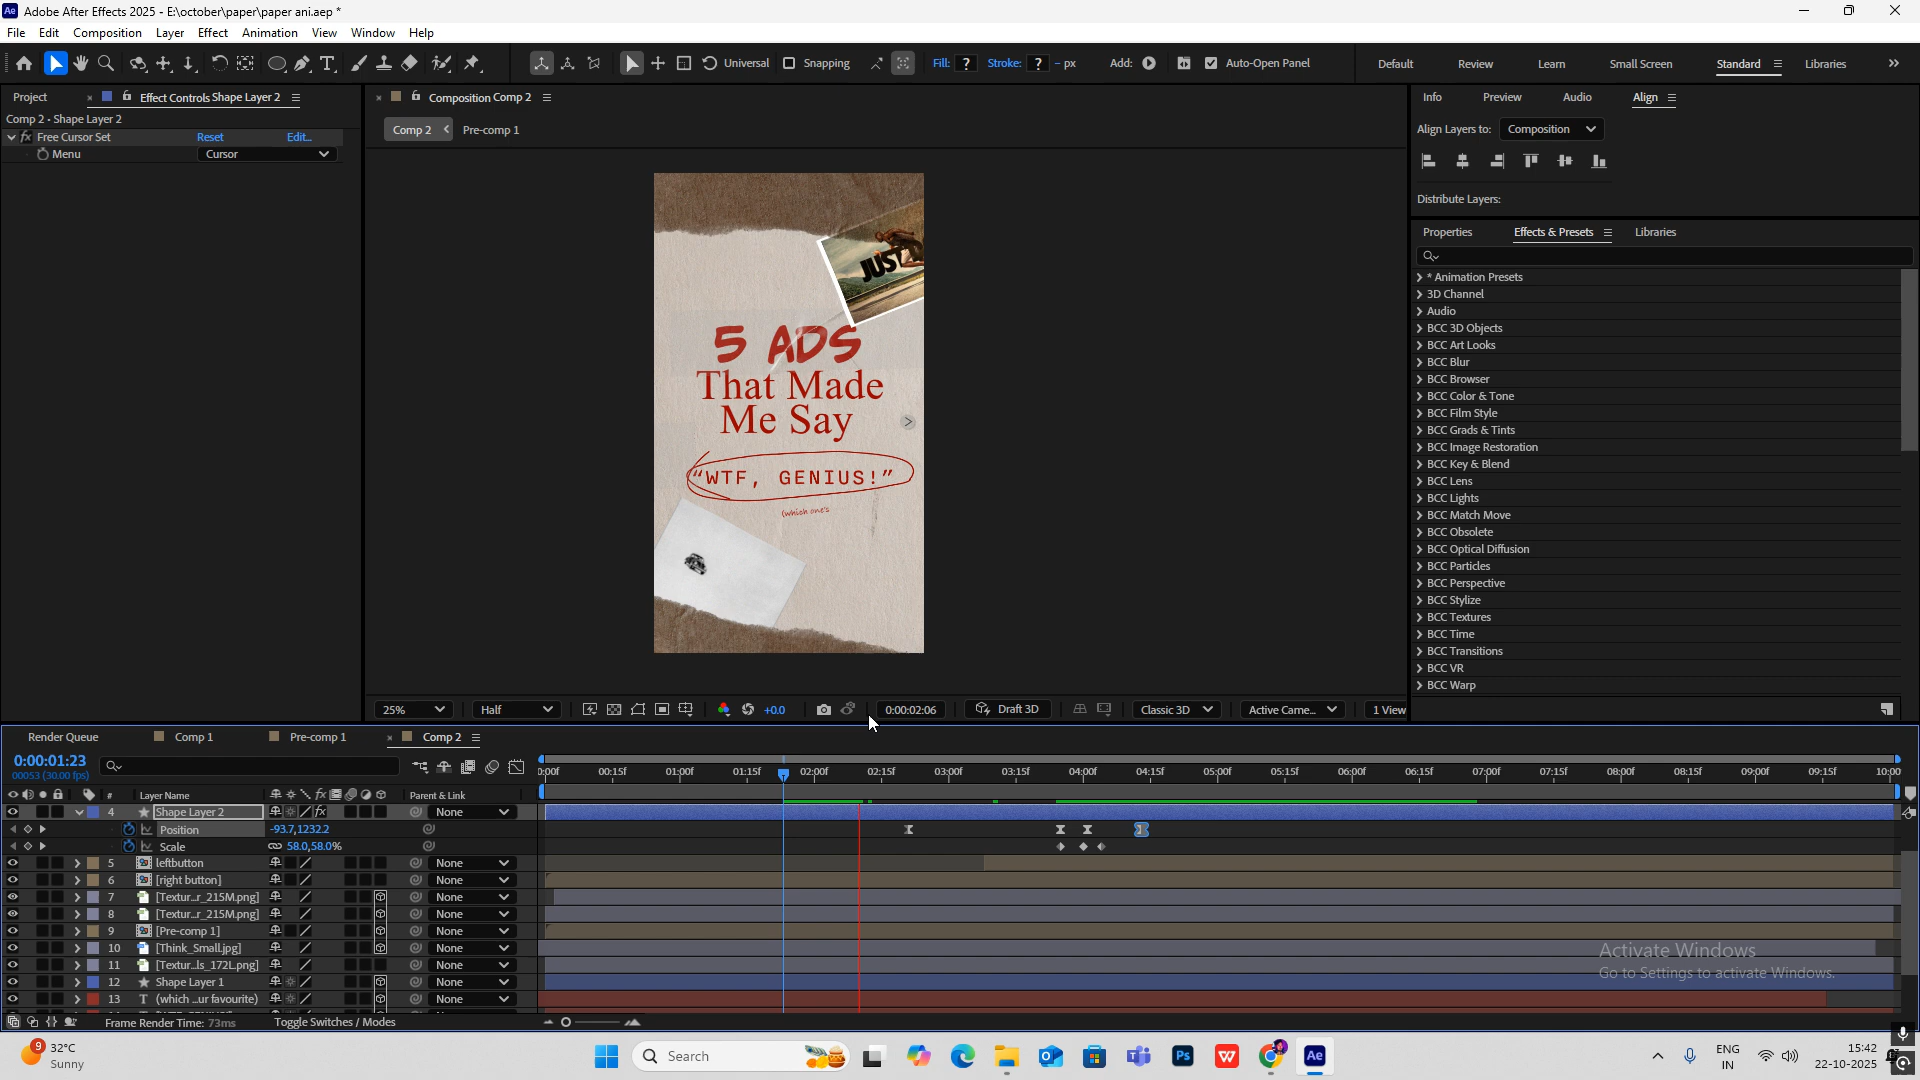 Adobe After Effects 2025 - E:\october\paper\paper ani.aep *
File Edit Composition Layer Effect Animation View Window Help
Universal Snapping Fill: ? Stroke: ? - px Add: Auto-Open Panel Default Review Learn Small Screen Standard Libraries
Project Effect Controls Shape Layer 2
Comp 2 • Shape Layer 2
fx Free Cursor Set Reset Edit...
Menu Cursor
Composition Comp 2
Comp 2 Pre-comp 1
JUST
5 ADS
That Made
Me Say
"WTF, GENIUS!"
(which one's
25% Half +0.0 0:00:02:06 Draft 3D Classic 3D Active Came... 1 View
Info Preview Audio Align
Align Layers to: Composition
Distribute Layers:
Properties Effects & Presets Libraries
* Animation Presets
3D Channel
Audio
BCC 3D Objects
BCC Art Looks
BCC Blur
BCC Browser
BCC Color & Tone
BCC Film Style
BCC Grads & Tints
BCC Image Restoration
BCC Key & Blend
BCC Lens
BCC Lights
BCC Match Move
BCC Obsolete
BCC Optical Diffusion
BCC Particles
BCC Perspective
BCC Stylize
BCC Textures
BCC Time
BCC Transitions
BCC VR
BCC Warp
Render Queue Comp 1 Pre-comp 1 Comp 2
0:00:01:23
00053 (30.00 fps)
0:00f 00:15f 01:00f 01:15f 02:00f 02:15f 03:00f 03:15f 04:00f 04:15f 05:00f 05:15f 06:00f 06:15f 07:00f 07:15f 08:00f 08:15f 09:00f 09:15f 10:00
# Layer Name Parent & Link
4 Shape Layer 2 None
Position -93.7,1232.2
Scale 58.0,58.0%
5 leftbutton None
6 [right button] None
7 [Textur...r_215M.png] None
8 [Textur...r_215M.png] None
9 [Pre-comp 1] None
10 [Think_Small.jpg] None
11 [Textur...ls_172L.png] None
12 Shape Layer 1 None
13 T (which ...ur favourite) None
Activate Windows
Go to Settings to activate Windows.
Frame Render Time: 73ms Toggle Switches / Modes
9 32°C
Sunny
Search
Ps W Ae
ENG
IN
15:42
22-10-2025